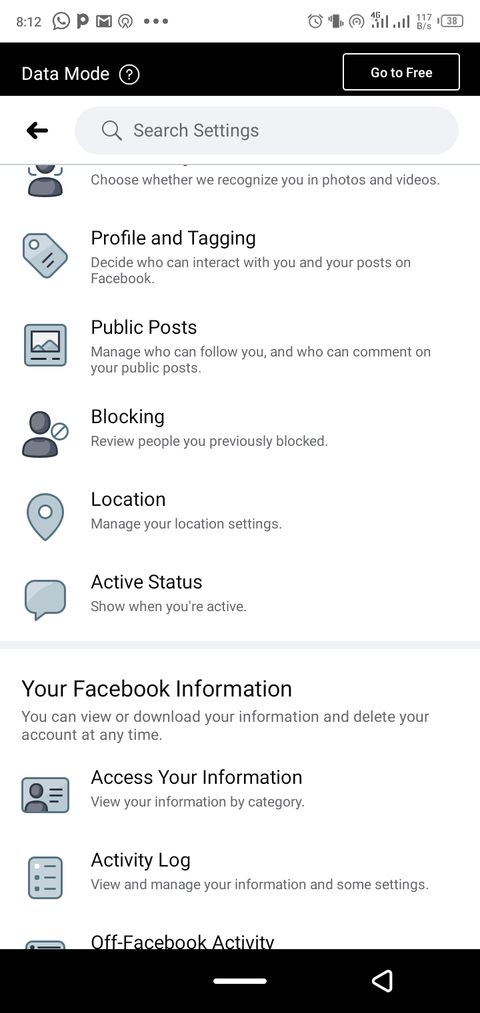 8:12
4G
117
B/s
38
Data Mode ?
Go to Free
Search Settings
Choose whether we recognize you in photos and videos.
Profile and Tagging
Decide who can interact with you and your posts on
Facebook.
Public Posts
Manage who can follow you, and who can comment on
your public posts.
Blocking
Review people you previously blocked.
Location
Manage your location settings.
Active Status
Show when you're active.
Your Facebook Information
You can view or download your information and delete your
account at any time.
Access Your Information
View your information by category.
Activity Log
View and manage your information and some settings.
Off-Facebook Activity